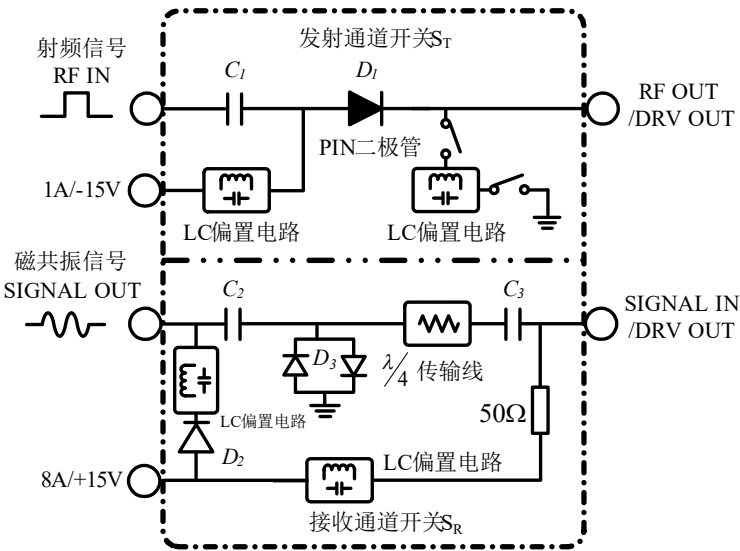 发射通道开关S_T
射频信号
RF IN
C1
D1
RF OUT
/DRV OUT
PIN二极管
1A/-15V
LC偏置电路
LC偏置电路
磁共振信号
SIGNAL OUT
C2
C3
SIGNAL IN
/DRV OUT
D3
λ/4 传输线
LC偏置电路
50Ω
D2
LC偏置电路
8A/+15V
接收通道开关S_R